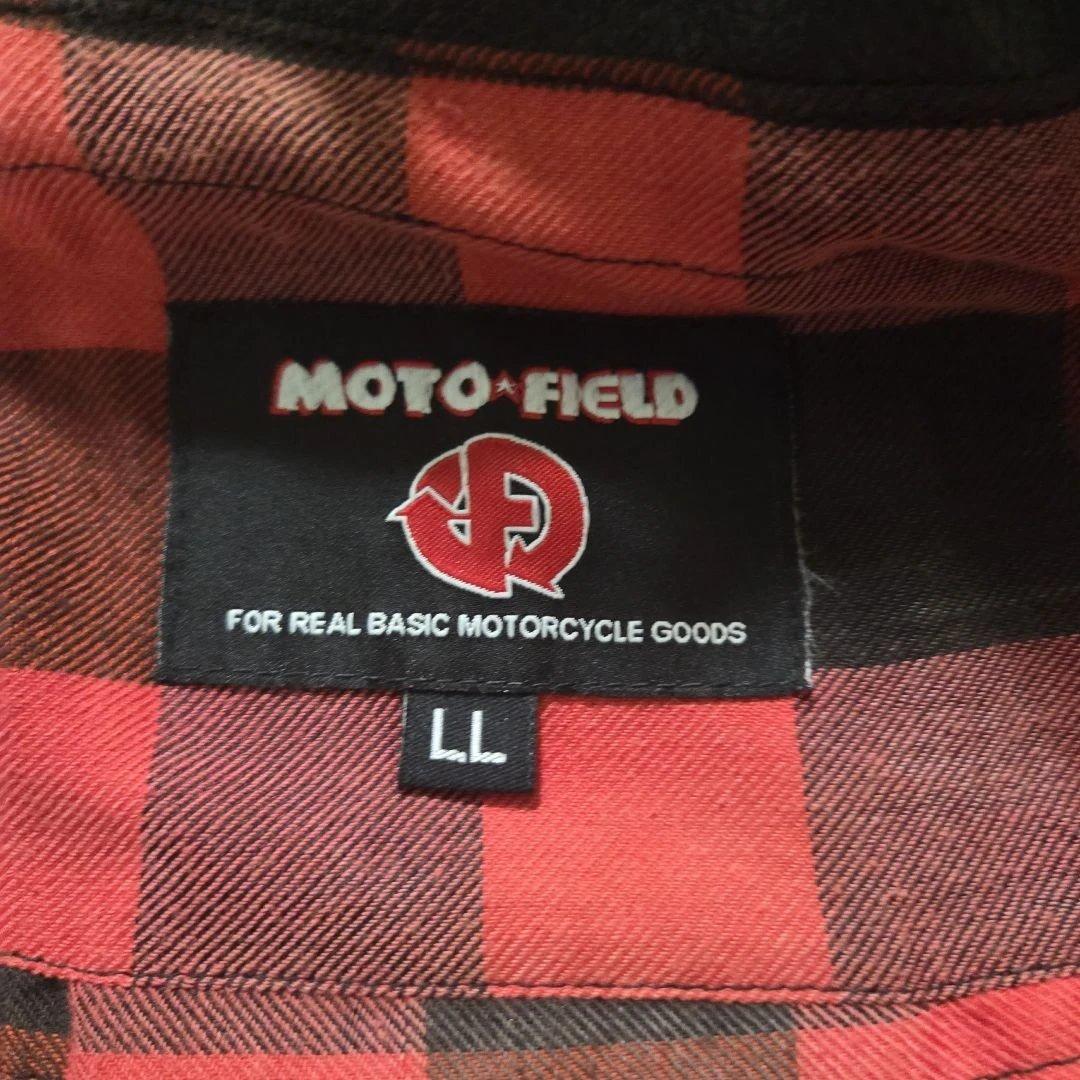 MOTO★FIELD
FOR REAL BASIC MOTORCYCLE GOODS
LL